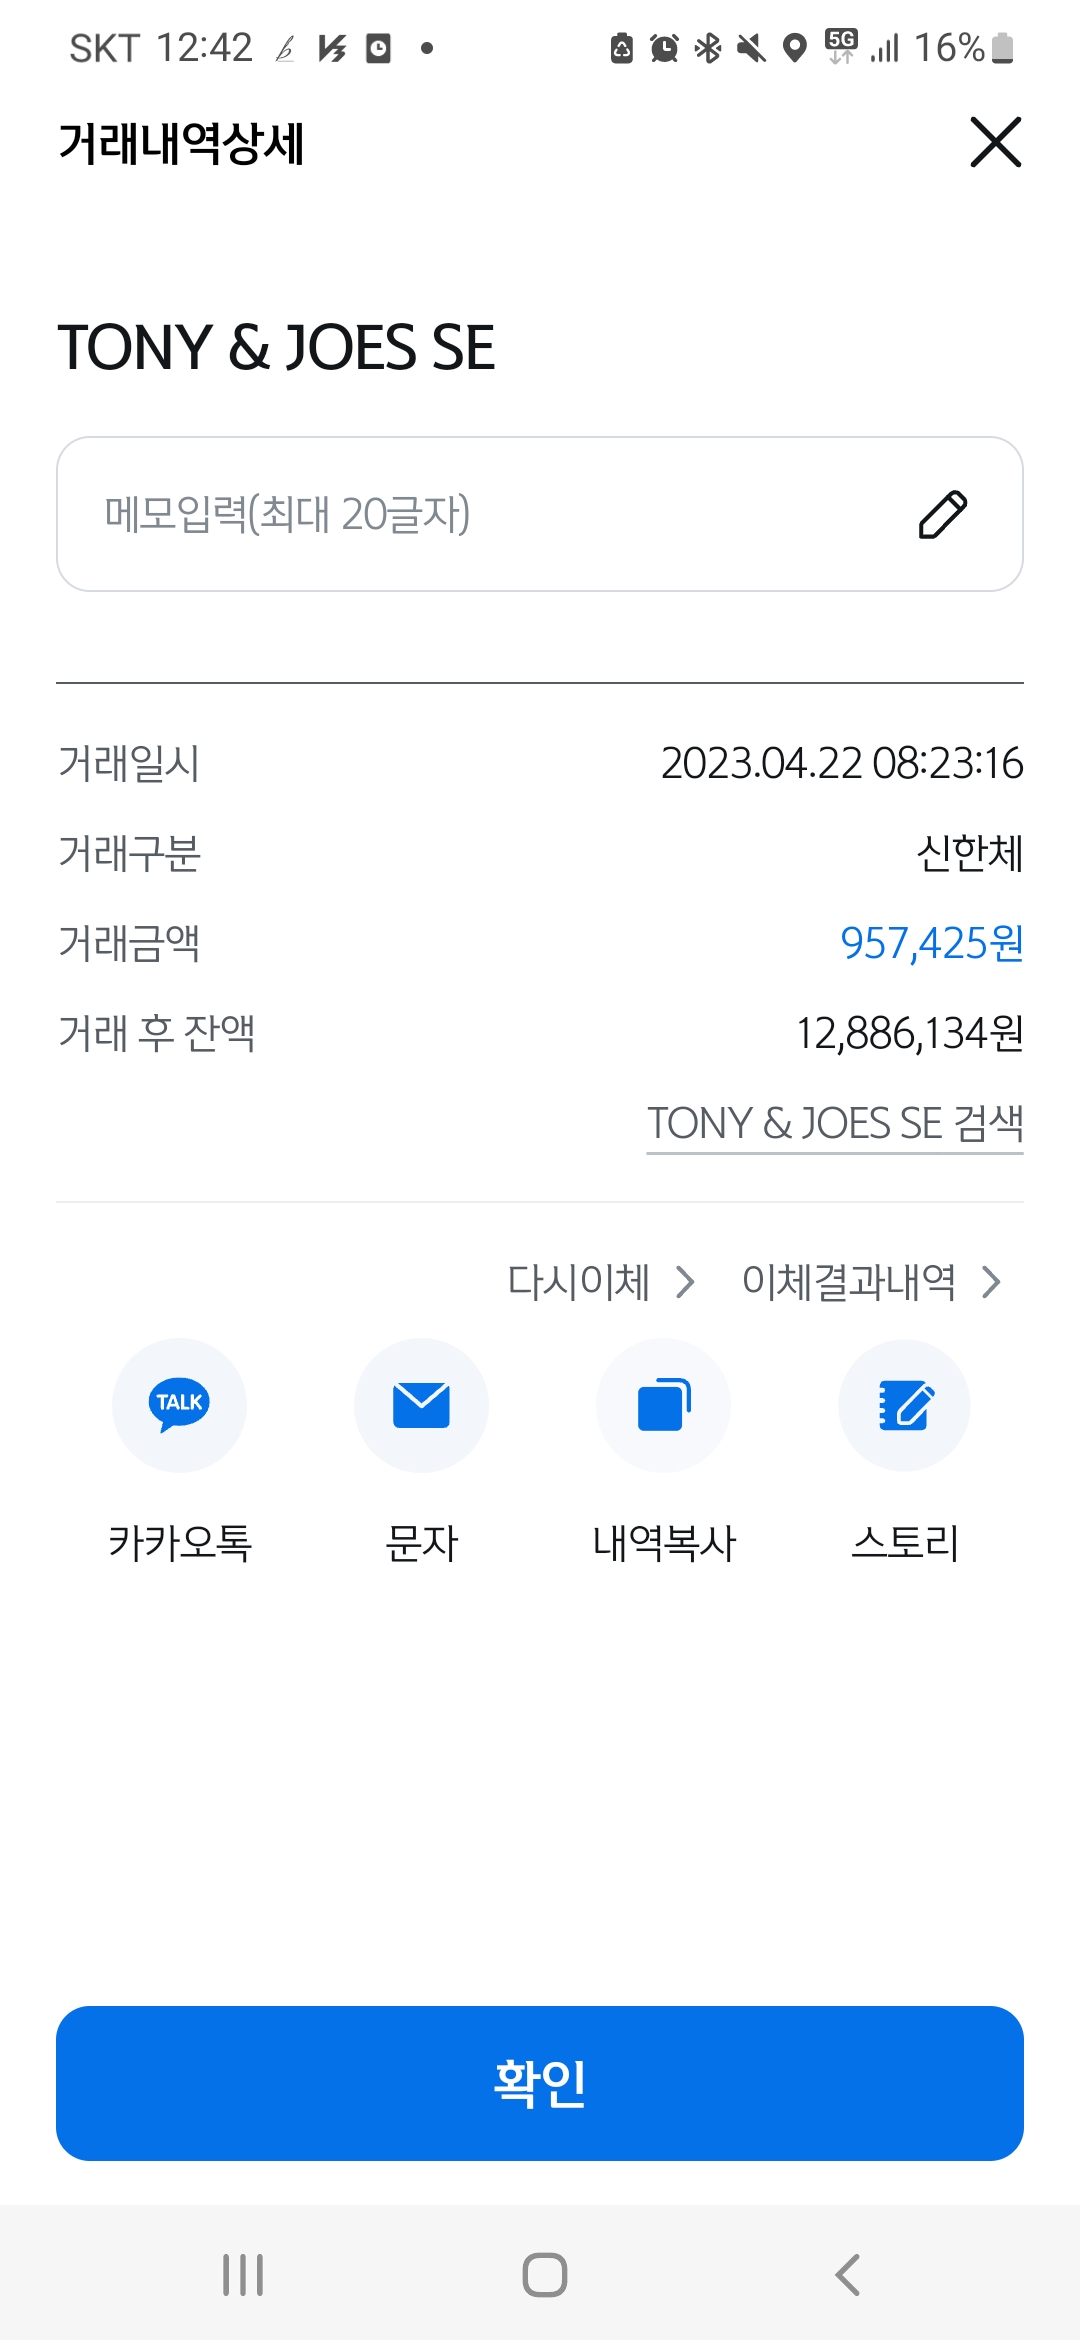 SKT 12:42 5G 16%
거래내역상세
TONY & JOES SE
메모입력(최대 20글자)
거래일시 2023.04.22 08:23:16
거래구분 신한체
거래금액 957,425원
거래 후 잔액 12,886,134원
TONY & JOES SE 검색
다시이체 이체결과내역
TALK
카카오톡 문자 내역복사 스토리
확인